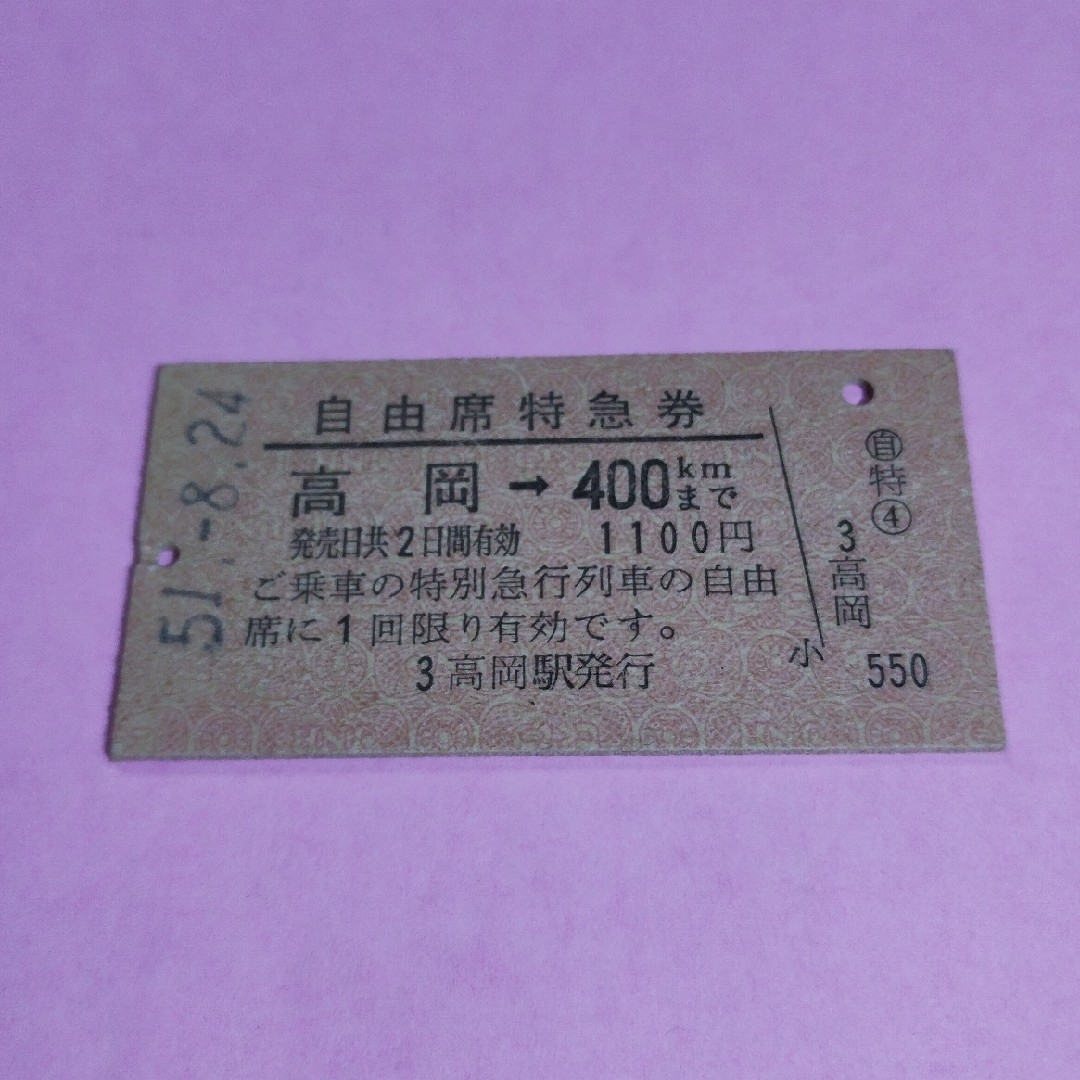 51.-8.24
自由席特急券
高岡→400kmまで
発売日共2日間有効 1100円
ご乗車の特別急行列車の自由
席に1回限り有効です。
3高岡駅発行
自
特
④
3
高岡
小 550